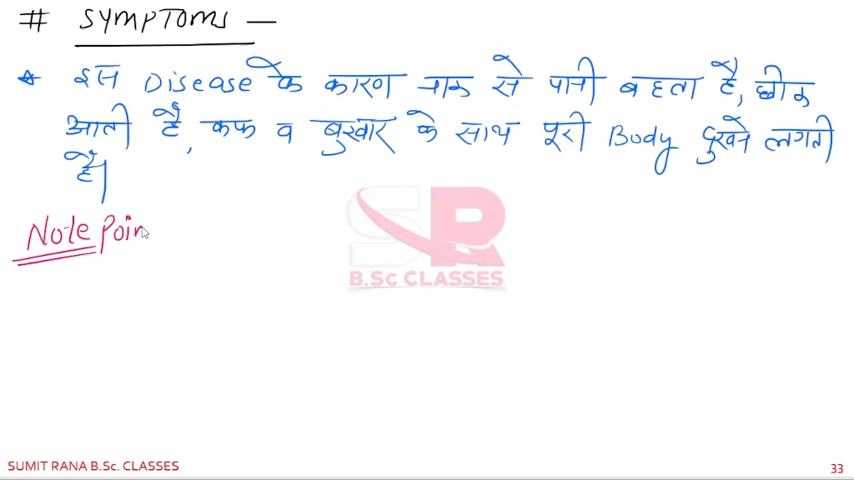 # SYMPTOMS —
* इस Disease के कारण नाक से पानी बहता है, छींक
आती है, कफ व बुखार के साथ पूरी Body दुखने लगती
है।
Note Poin
SR
B.Sc CLASSES
SUMIT RANA B.Sc. CLASSES
33